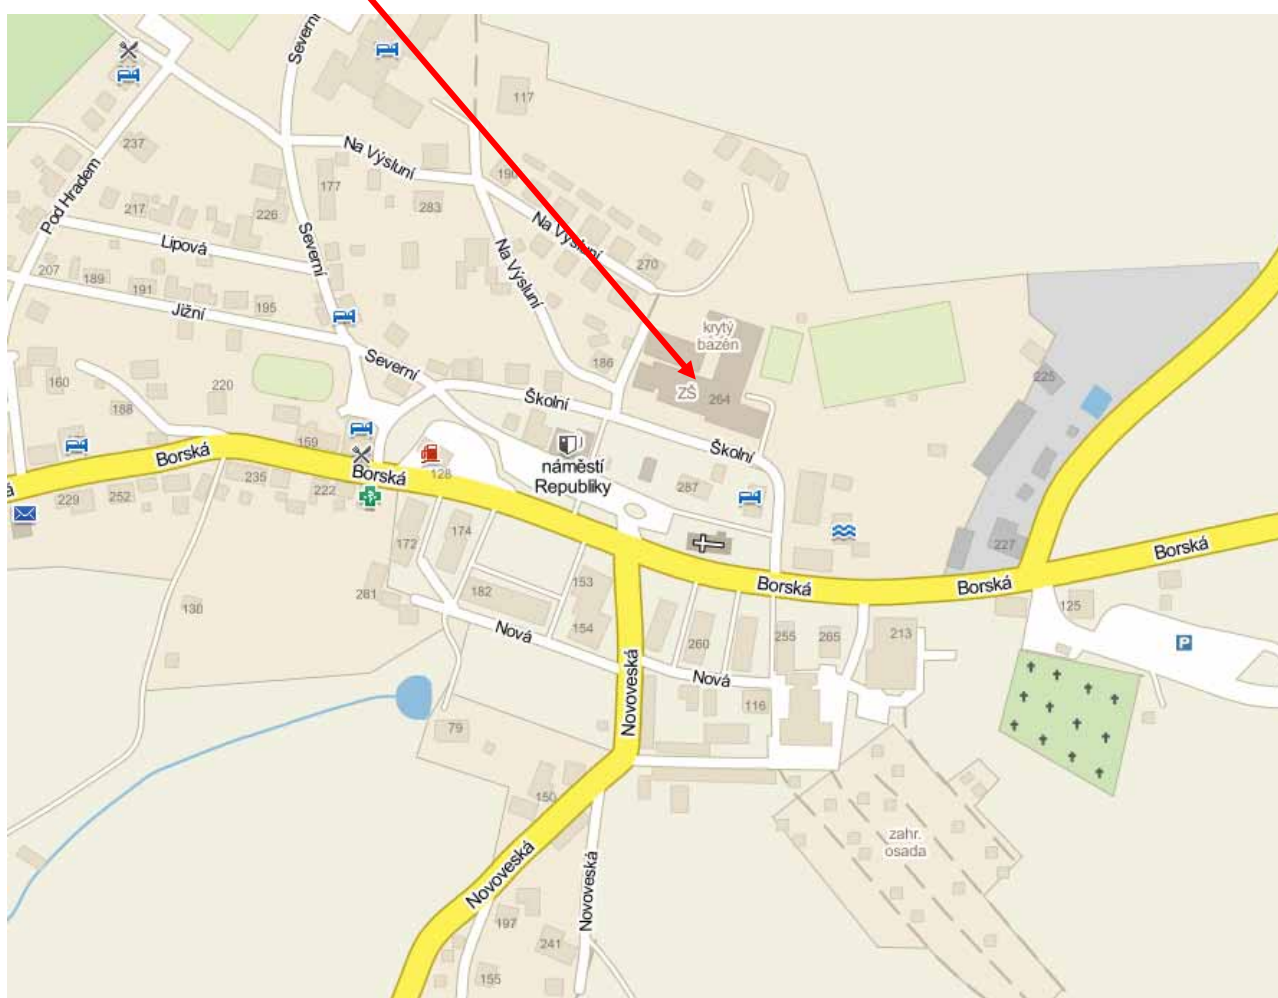 Severní
117
237
Na Výsluní
190
Pod Hradem
177
217
226
283
Na Výsluní
Lipová
Severní
Na Výsluní
207
189
191
270
195
Jižní
krytý
bazén
Severní
186
225
160
220
ZŠ
264
Školní
188
159
Školní
Borská
náměstí
Republiky
Borská
128
235
222
287
229
252
172
174
227
Borská
Borská
Borská
153
182
281
130
125
Nová
154
260
255
265
213
Novoveská
Nová
116
79
150
zahr.
osada
Novoveská
Novoveská
197
241
155
P